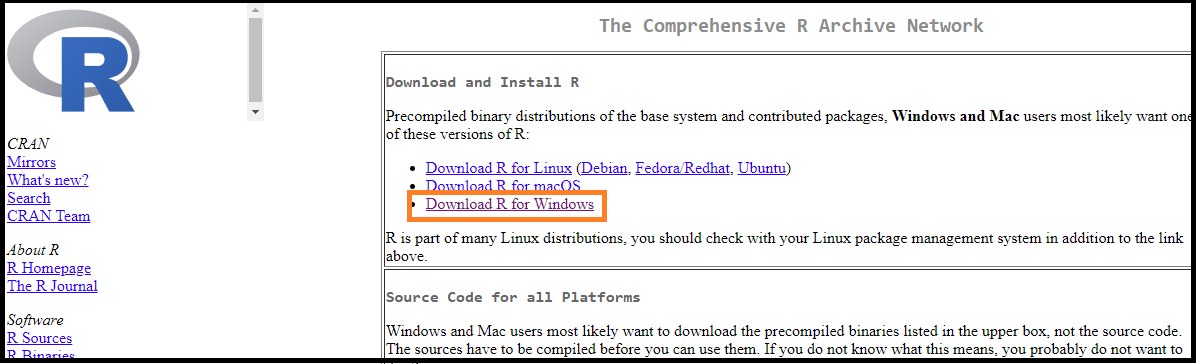 R
The Comprehensive R Archive Network
CRAN
Mirrors
What's new?
Search
CRAN Team
About R
R Homepage
The R Journal
Software
R Sources
R Binaries
Download and Install R
Precompiled binary distributions of the base system and contributed packages, Windows and Mac users most likely want one
of these versions of R:
• Download R for Linux (Debian, Fedora/Redhat, Ubuntu)
• Download R for macOS
• Download R for Windows
R is part of many Linux distributions, you should check with your Linux package management system in addition to the link
above.
Source Code for all Platforms
Windows and Mac users most likely want to download the precompiled binaries listed in the upper box, not the source code.
The sources have to be compiled before you can use them. If you do not know what this means, you probably do not want to